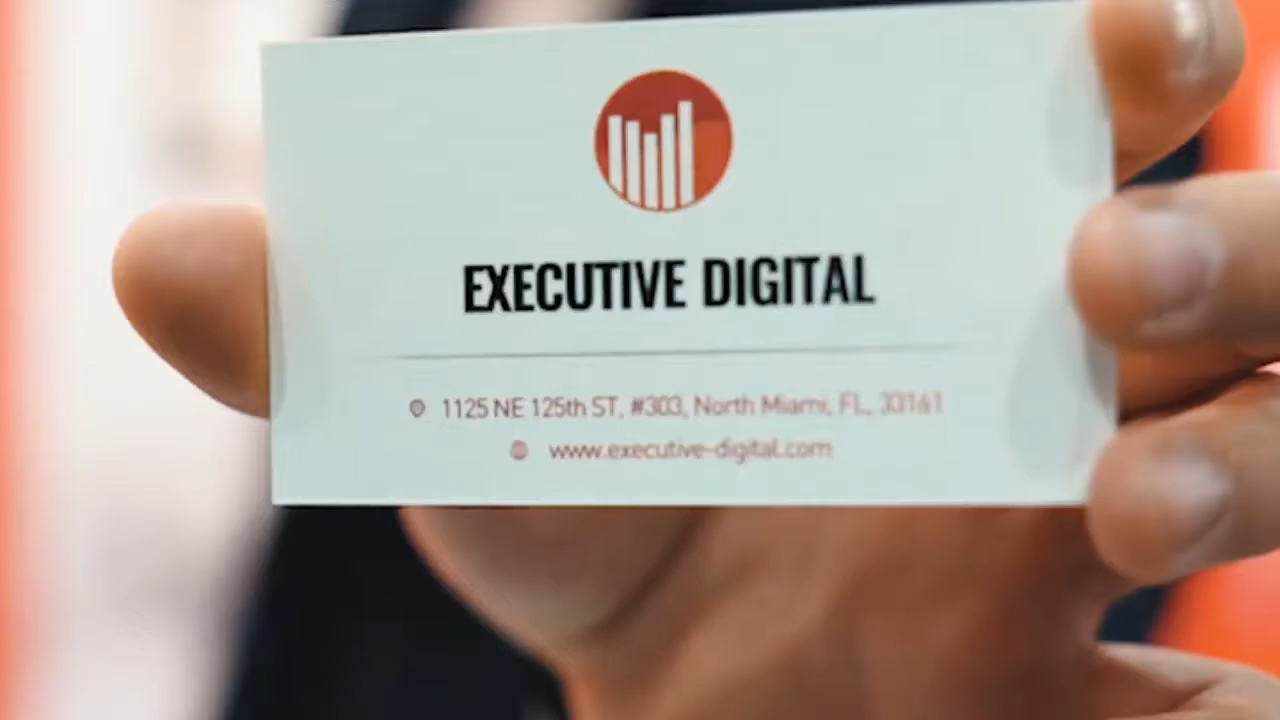 EXECUTIVE DIGITAL
1125 NE 125th ST, #303, North Miami, FL, 33161
www.executive-digital.com